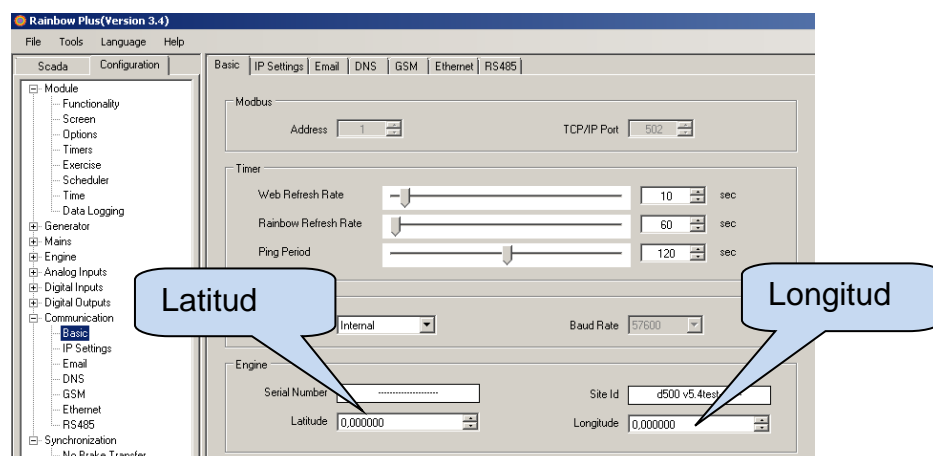 Rainbow Plus(Version 3.4)
File Tools Language Help
Scada Configuration
Module
Functionality
Screen
Options
Timers
Exercise
Scheduler
Time
Data Logging
Generator
Mains
Engine
Analog Inputs
Digital Inputs
Digital Outputs
Communication
Basic
IP Settings
Email
DNS
GSM
Ethernet
RS485
Synchronization
No Brake Transfer
Basic IP Settings Email DNS GSM Ethernet RS485
Modbus
Address 1 TCP/IP Port 502
Timer
Web Refresh Rate 10 sec
Rainbow Refresh Rate 60 sec
Ping Period 120 sec
Latitud
Longitud
Internal Baud Rate 57600
Engine
Serial Number -------------------- Site Id d500 v5.4test
Latitude 0,000000 Longitude 0,000000